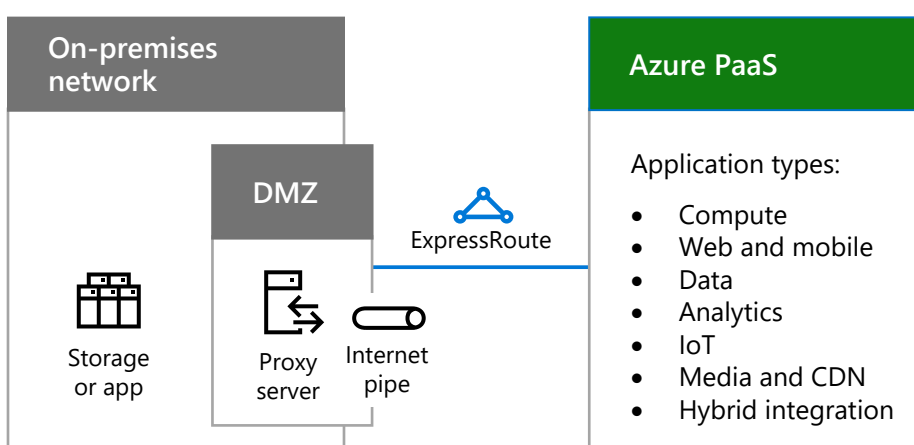 On-premises
network
DMZ
Storage
or app
Proxy
server
Internet
pipe
ExpressRoute
Azure PaaS
Application types:
• Compute
• Web and mobile
• Data
• Analytics
• IoT
• Media and CDN
• Hybrid integration